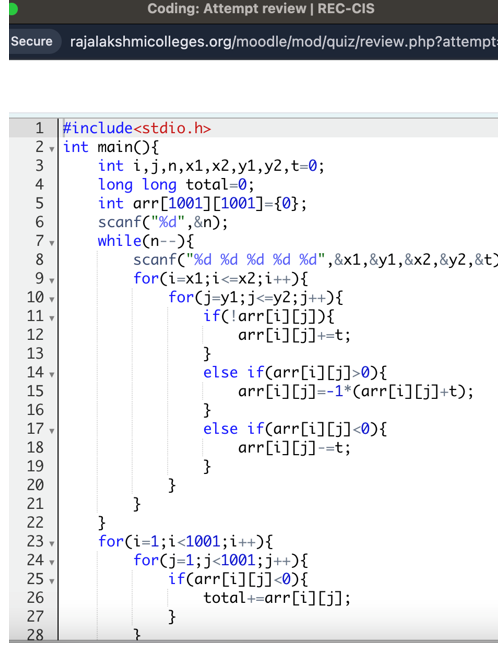 Coding: Attempt review | REC-CIS
Secure rajalakshmicolleges.org/moodle/mod/quiz/review.php?attempt
1 #include<stdio.h>
2 int main(){
3 int i,j,n,x1,x2,y1,y2,t=0;
4 long long total=0;
5 int arr[1001][1001]={0};
6 scanf("%d",&n);
7 while(n--){
8 scanf("%d %d %d %d %d",&x1,&y1,&x2,&y2,&t)
9 for(i=x1;i<=x2;i++){
10 for(j=y1;j<=y2;j++){
11 if(!arr[i][j]){
12 arr[i][j]+=t;
13 }
14 else if(arr[i][j]>0){
15 arr[i][j]=-1*(arr[i][j]+t);
16 }
17 else if(arr[i][j]<0){
18 arr[i][j]-=t;
19 }
20 }
21 }
22 }
23 for(i=1;i<1001;i++){
24 for(j=1;j<1001;j++){
25 if(arr[i][j]<0){
26 total+=arr[i][j];
27 }
28 }